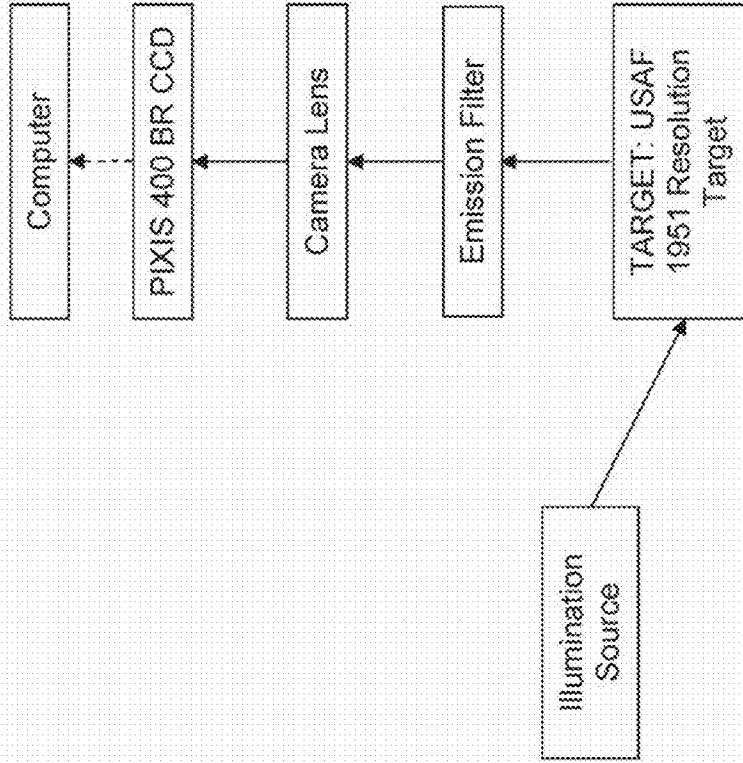 Computer
PIXIS 400 BR CCD
Camera Lens
Emission Filter
TARGET: USAF
1951 Resolution
Target
Illumination
Source